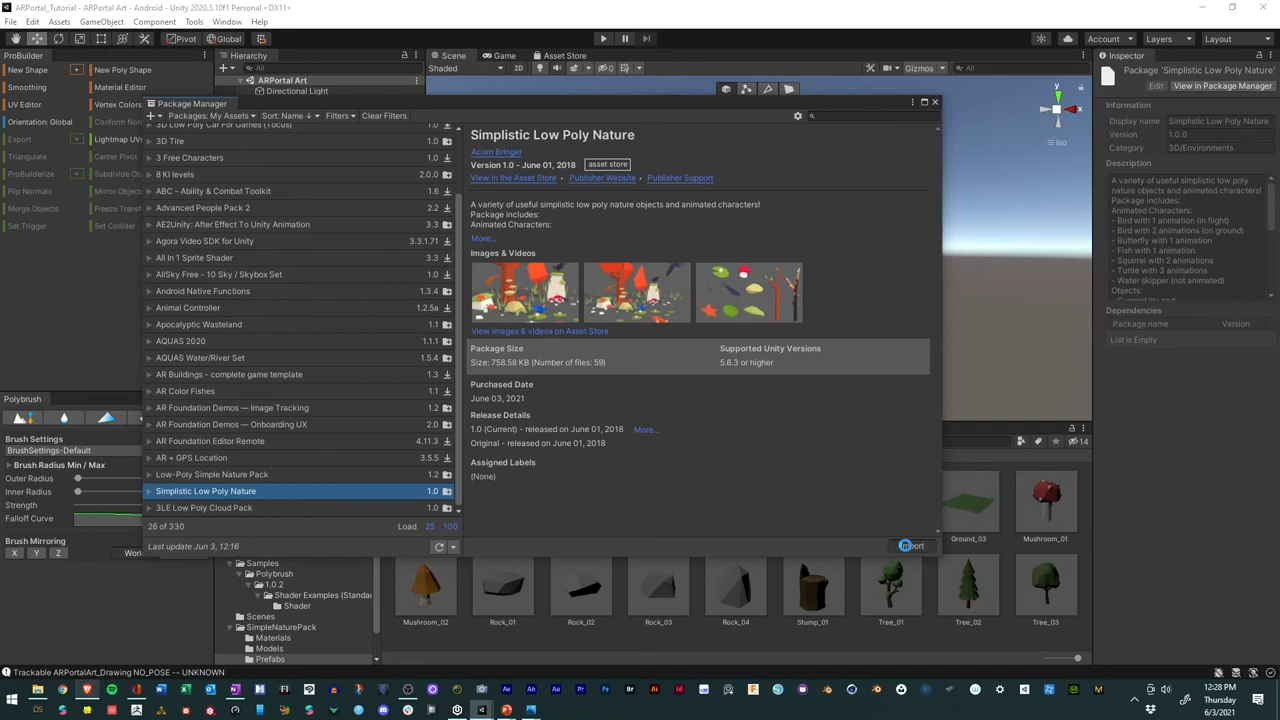 ARPortal_Tutorial - ARPortal Art - Android - Unity 2020.3.10f1 Personal <DX11>
File Edit Assets GameObject Component Tools Window Help
Pivot Global Account Layers Layout
ProBuilder
New Shape New Poly Shape
Smoothing Material Editor
UV Editor Vertex Colors
Orientation: Global Conform Norm
Export Lightmap UVs
Triangulate Center Pivot
ProBuilderize Subdivide Obj
Flip Normals Mirror Objects
Merge Objects Freeze Transf
Set Trigger Set Collider
Hierarchy
All
ARPortal Art
Directional Light
Scene Game Asset Store
Shaded 2D 0 Gizmos All
y
x
Iso
Package Manager
Packages: My Assets Sort: Name ↓ Filters Clear Filters
3D Low Poly Car For Games (Tocus) 1.0
3D Tire 1.0
3 Free Characters 1.0
8 KI levels 2.0.0
ABC - Ability & Combat Toolkit 1.6
Advanced People Pack 2 2.2
AE2Unity: After Effect To Unity Animation 3.3
Agora Video SDK for Unity 3.3.1.71
All In 1 Sprite Shader 3.3
AllSky Free - 10 Sky / Skybox Set 1.0
Android Native Functions 1.3.4
Animal Controller 1.2.5a
Apocalyptic Wasteland 1.1
AQUAS 2020 1.1.1
AQUAS Water/River Set 1.5.4
AR Buildings - complete game template 1.3
AR Color Fishes 1.1
AR Foundation Demos — Image Tracking 1.2
AR Foundation Demos — Onboarding UX 2.0
AR Foundation Editor Remote 4.11.3
AR + GPS Location 3.5.5
Low-Poly Simple Nature Pack 1.2
Simplistic Low Poly Nature 1.0
3LE Low Poly Cloud Pack 1.0
26 of 330 Load 25 100
Last update Jun 3, 12:16
Simplistic Low Poly Nature
Acorn Bringer
Version 1.0 - June 01, 2018 asset store
View in the Asset Store • Publisher Website • Publisher Support
A variety of useful simplistic low poly nature objects and animated characters!
Package includes:
Animated Characters:
More...
Images & Videos
View images & videos on Asset Store
Package Size Supported Unity Versions
Size: 758.58 KB (Number of files: 59) 5.6.3 or higher
Purchased Date
June 03, 2021
Release Details
1.0 (Current) - released on June 01, 2018 More...
Original - released on June 01, 2018
Assigned Labels
(None)
Inspector
Package 'Simplistic Low Poly Nature'
Edit View in Package Manager
Information
Display name Simplistic Low Poly Nature
Version 1.0.0
Category 3D/Environments
Description
A variety of useful simplistic low poly
nature objects and animated characters!
Package includes:
Animated Characters:
- Bird with 1 animation (in flight)
- Bird with 2 animations (on ground)
- Butterfly with 1 animation
- Fish with 1 animation
- Squirrel with 2 animations
- Turtle with 3 animations
- Water skipper (not animated)
Objects:
Dependencies
Package name Version
List is Empty
Polybrush
Brush Settings
BrushSettings-Default
Brush Radius Min / Max
Outer Radius
Inner Radius
Strength
Falloff Curve
Brush Mirroring
X Y Z
Samples
Polybrush
1.0.2
Shader Examples (Standa
Shader
Scenes
SimpleNaturePack
Materials
Models
Prefabs
14
Ground_03 Mushroom_01
Mushroom_02 Rock_01 Rock_02 Rock_03 Rock_04 Stump_01 Tree_01 Tree_02 Tree_03
Trackable ARPortalArt_Drawing NO_POSE -- UNKNOWN
12:28 PM
Thursday
6/3/2021